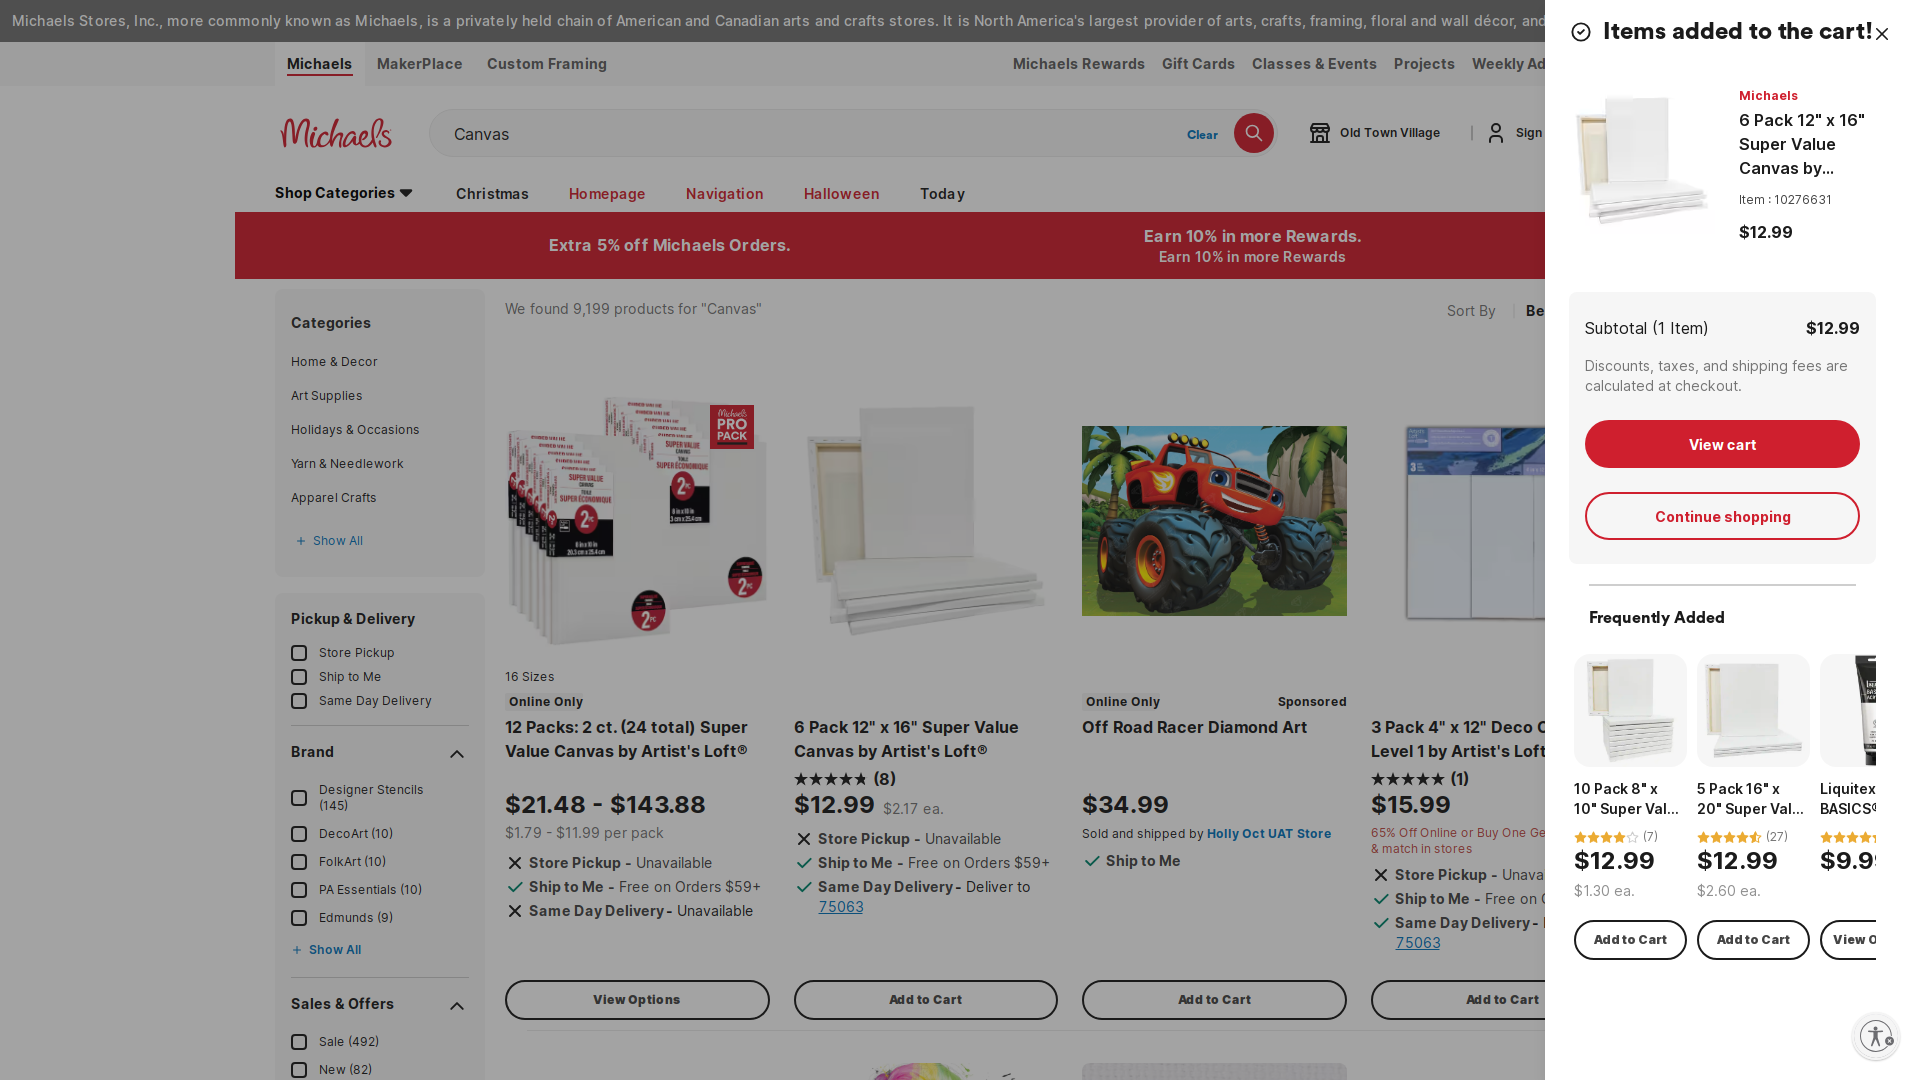 Michaels Stores, Inc., more commonly known as Michaels, is a privately held chain of American and Canadian arts and crafts stores. It is North America's largest provider of arts, crafts, framing, floral and wall décor, and
Michaels
MakerPlace
Custom Framing
Michaels Rewards
Gift Cards
Classes & Events
Projects
Weekly Ad
Michaels
Canvas
Clear
Old Town Village
Sign
Shop Categories
Christmas
Homepage
Navigation
Halloween
Today
Extra 5% off Michaels Orders.
Earn 10% in more Rewards.
Earn 10% in more Rewards
Categories
Home & Decor
Art Supplies
Holidays & Occasions
Yarn & Needlework
Apparel Crafts
+ Show All
Pickup & Delivery
Store Pickup
Ship to Me
Same Day Delivery
Brand
Designer Stencils
(145)
DecoArt (10)
FolkArt (10)
PA Essentials (10)
Edmunds (9)
+ Show All
Sales & Offers
Sale (492)
New (82)
We found 9,199 products for "Canvas"
Sort By
Be
Michaels
PRO
PACK
SUPER VALUE
CANVAS
TOILE
SUPER ÉCONOMIQUE
2
16 Sizes
Online Only
12 Packs: 2 ct. (24 total) Super
Value Canvas by Artist's Loft®
$21.48 - $143.88
$1.79 - $11.99 per pack
Store Pickup - Unavailable
Ship to Me - Free on Orders $59+
Same Day Delivery - Unavailable
View Options
6 Pack 12" x 16" Super Value
Canvas by Artist's Loft®
(8)
$12.99 $2.17 ea.
Store Pickup - Unavailable
Ship to Me - Free on Orders $59+
Same Day Delivery - Deliver to
75063
Add to Cart
Online Only
Sponsored
Off Road Racer Diamond Art
$34.99
Sold and shipped by Holly Oct UAT Store
Ship to Me
Add to Cart
3 Pack 4" x 12" Deco C
Level 1 by Artist's Loft
(1)
$15.99
65% Off Online or Buy One Ge
& match in stores
Store Pickup - Unava
Ship to Me - Free on O
Same Day Delivery -
75063
Add to Cart
Items added to the cart!
Michaels
6 Pack 12" x 16"
Super Value
Canvas by...
Item : 10276631
$12.99
Subtotal (1 Item)
$12.99
Discounts, taxes, and shipping fees are
calculated at checkout.
View cart
Continue shopping
Frequently Added
10 Pack 8" x
10" Super Val...
(7)
$12.99
$1.30 ea.
Add to Cart
5 Pack 16" x
20" Super Val...
(27)
$12.99
$2.60 ea.
Add to Cart
Liquitex
BASICS®
$9.99
View O